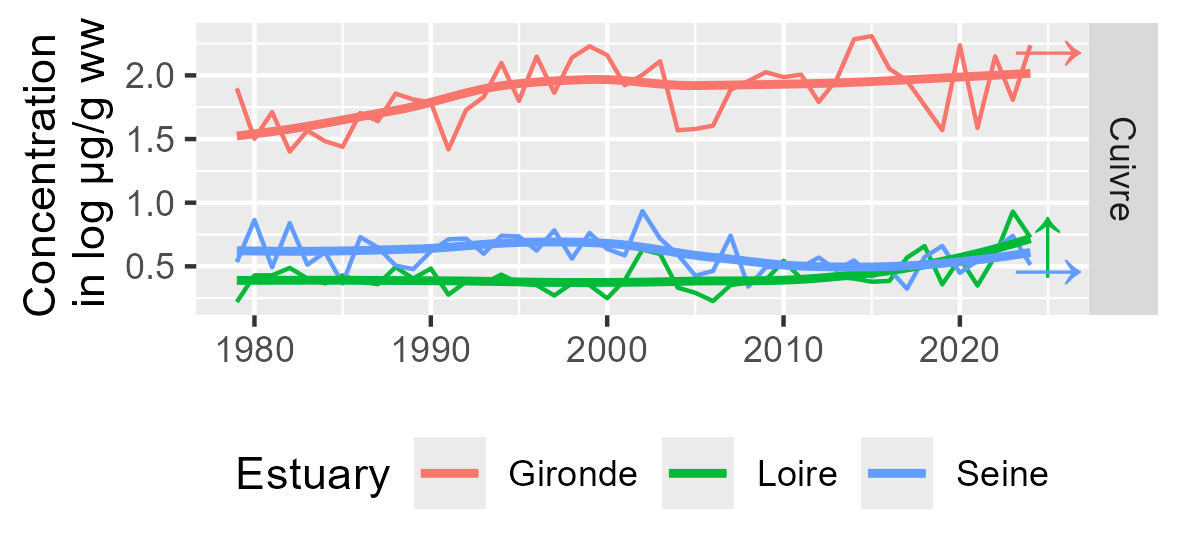 Concentration
in log µg/g ww
2.0
1.5
1.0
0.5
Cuivre
1980 1990 2000 2010 2020
Estuary Gironde Loire Seine